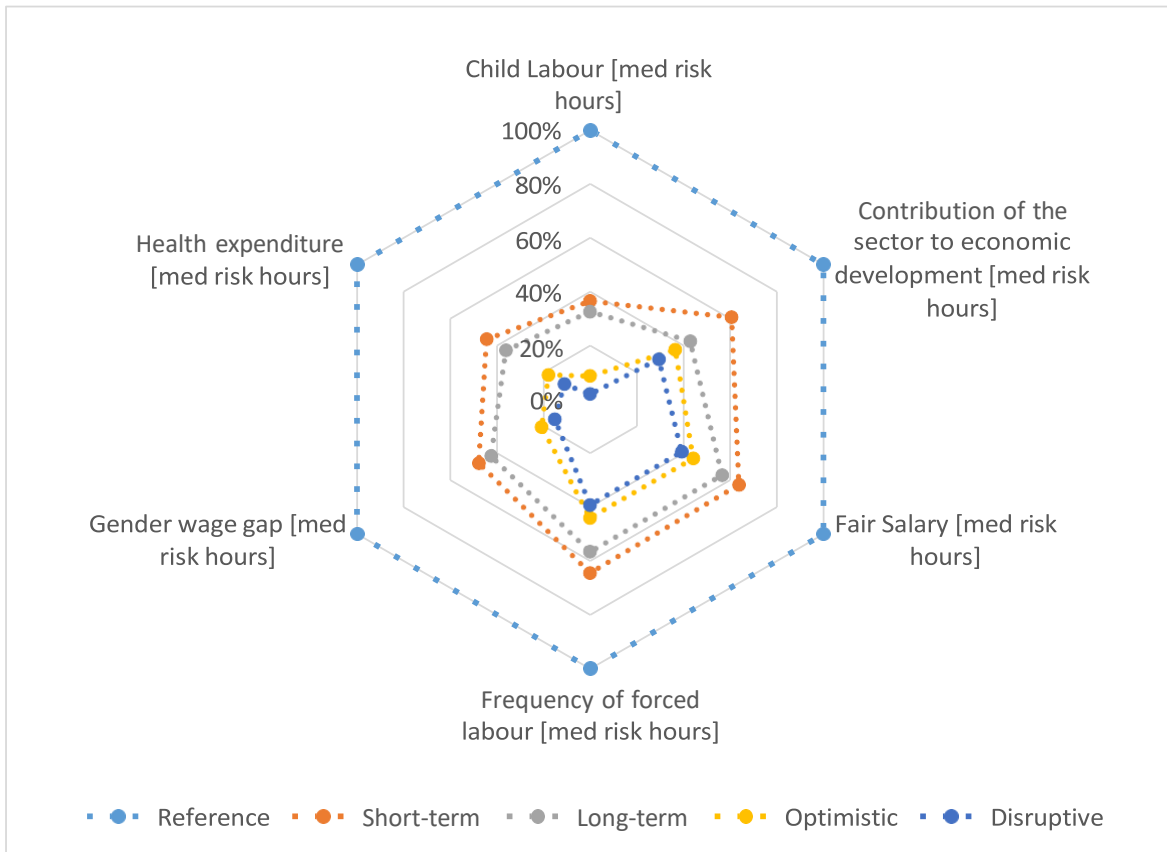 Child Labour [med risk
hours]
100%
80%
60%
40%
20%
0%
Contribution of the
sector to economic
development [med risk
hours]
Health expenditure
[med risk hours]
Gender wage gap [med
risk hours]
Fair Salary [med risk
hours]
Frequency of forced
labour [med risk hours]
Reference
Short-term
Long-term
Optimistic
Disruptive